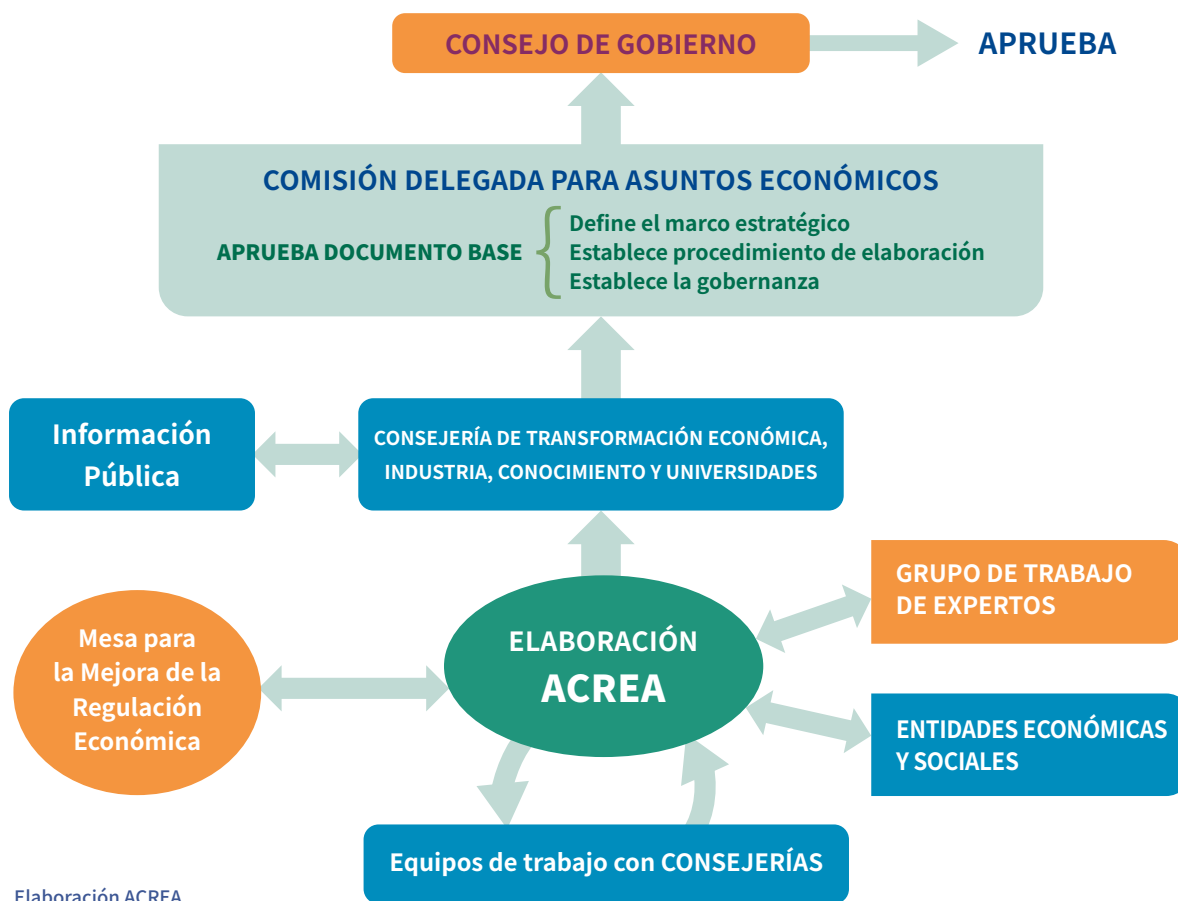 CONSEJO DE GOBIERNO
APRUEBA
COMISIÓN DELEGADA PARA ASUNTOS ECONÓMICOS
APRUEBA DOCUMENTO BASE
Define el marco estratégico
Establece procedimiento de elaboración
Establece la gobernanza
Información
Pública
CONSEJERÍA DE TRANSFORMACIÓN ECONÓMICA,
INDUSTRIA, CONOCIMIENTO Y UNIVERSIDADES
GRUPO DE TRABAJO
DE EXPERTOS
Mesa para
la Mejora de la
Regulación
Económica
ELABORACIÓN
ACREA
ENTIDADES ECONÓMICAS
Y SOCIALES
Equipos de trabajo con CONSEJERÍAS
Elaboración ACREA